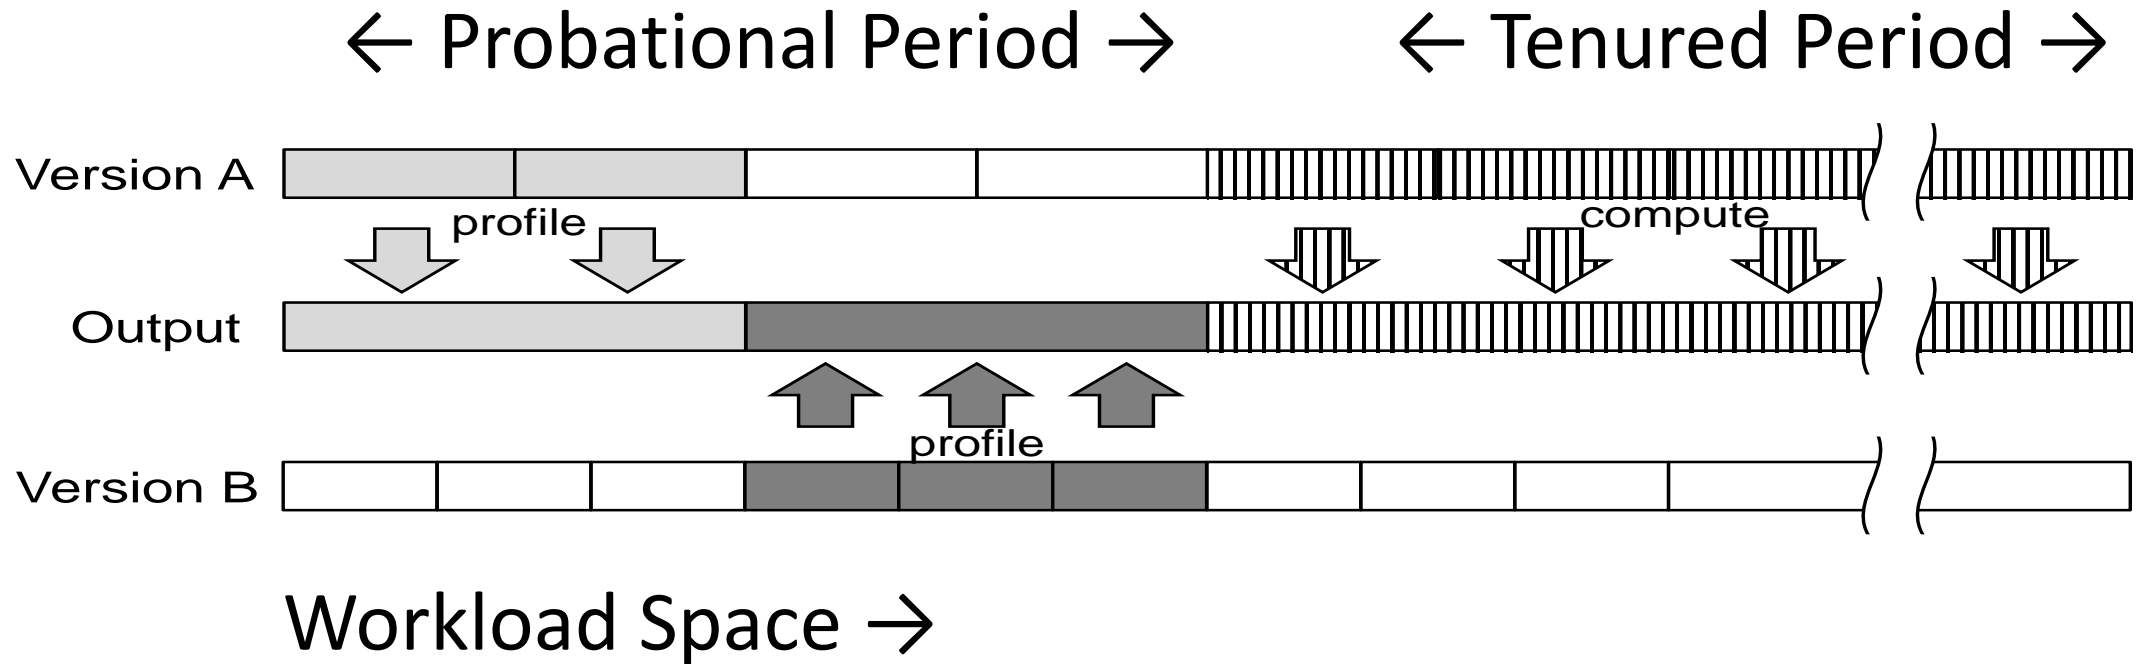 ← Probational Period →
← Tenured Period →
Version A
profile
compute
Output
profile
Version B
Workload Space →